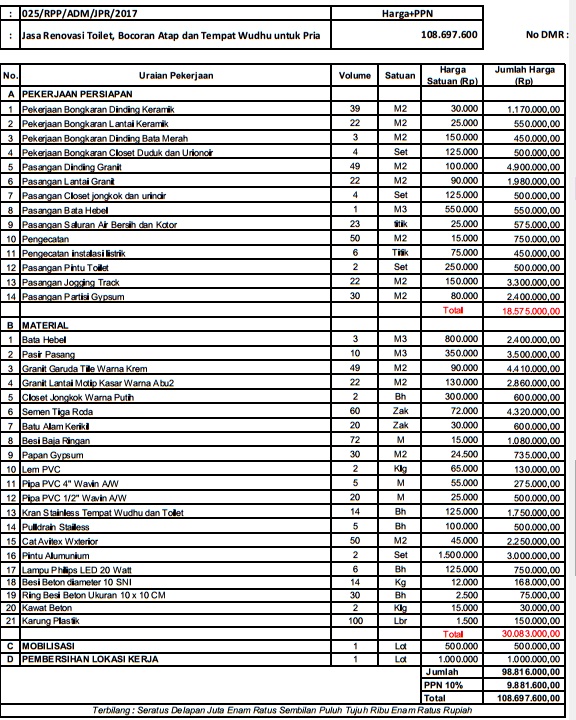 : 025/RPP/ADM/JPR/2017 Harga+PPN
: Jasa Renovasi Toilet, Bocoran Atap dan Tempat Wudhu untuk Pria 108.697.600 No DMR :
No. Uraian Pekerjaan Volume Satuan Harga Satuan (Rp) Jumlah Harga (Rp)
A PEKERJAAN PERSIAPAN
1 Pekerjaan Bongkaran Dinding Keramik 39 M2 30.000 1.170.000,00
2 Pekerjaan Bongkaran Lantai Keramik 22 M2 25.000 550.000,00
3 Pekerjaan Bongkaran Dinding Bata Merah 3 M2 150.000 450.000,00
4 Pekerjaan Bongkaran Closet Duduk dan Urionoir 4 Set 125.000 500.000,00
5 Pasangan Dinding Granit 49 M2 100.000 4.900.000,00
6 Pasangan Lantai Granit 22 M2 90.000 1.980.000,00
7 Pasangan Closet jongkok dan urinoir 4 Set 125.000 500.000,00
8 Pasangan Bata Hebel 1 M3 550.000 550.000,00
9 Pasangan Saluran Air Bersih dan Kotor 23 titik 25.000 575.000,00
10 Pengecatan 50 M2 15.000 750.000,00
11 Pengecatan instalasi listrik 6 Titik 75.000 450.000,00
12 Pasangan Pintu Toilet 2 Set 250.000 500.000,00
13 Pasangan Jogging Track 22 M2 150.000 3.300.000,00
14 Pasangan Partisi Gypsum 30 M2 80.000 2.400.000,00
Total 18.575.000,00
B MATERIAL
1 Bata Hebel 3 M3 800.000 2.400.000,00
2 Pasir Pasang 10 M3 350.000 3.500.000,00
3 Granit Garuda Tile Warna Krem 49 M2 90.000 4.410.000,00
4 Granit Lantai Motip Kasar Warna Abu2 22 M2 130.000 2.860.000,00
5 Closet Jongkok Warna Putih 2 Bh 300.000 600.000,00
6 Semen Tiga Roda 60 Zak 72.000 4.320.000,00
7 Batu Alam Kerikil 20 Zak 30.000 600.000,00
8 Besi Baja Ringan 72 M 15.000 1.080.000,00
9 Papan Gypsum 30 M2 24.500 735.000,00
10 Lem PVC 2 Klg 65.000 130.000,00
11 Pipa PVC 4" Wavin A/W 5 M 55.000 275.000,00
12 Pipa PVC 1/2" Wavin A/W 20 M 25.000 500.000,00
13 Kran Stainless Tempat Wudhu dan Toilet 14 Bh 125.000 1.750.000,00
14 Pulldrain Stailess 5 Bh 100.000 500.000,00
15 Cat Avitex Wxterior 50 M2 45.000 2.250.000,00
16 Pintu Alumunium 2 Set 1.500.000 3.000.000,00
17 Lampu Philips LED 20 Watt 6 Bh 125.000 750.000,00
18 Besi Beton diameter 10 SNI 14 Kg 12.000 168.000,00
19 Ring Besi Beton Ukuran 10 x 10 CM 30 Bh 2.500 75.000,00
20 Kawat Beton 2 Klg 15.000 30.000,00
21 Karung Plastik 100 Lbr 1.500 150.000,00
Total 30.083.000,00
C MOBILISASI 1 Lot 500.000 500.000,00
D PEMBERSIHAN LOKASI KERJA 1 Lot 1.000.000 1.000.000,00
Jumlah 98.816.000,00
PPN 10% 9.881.600,00
Total 108.697.600,00
Terbilang : Seratus Delapan Juta Enam Ratus Sembilan Puluh Tujuh Ribu Enam Ratus Rupiah